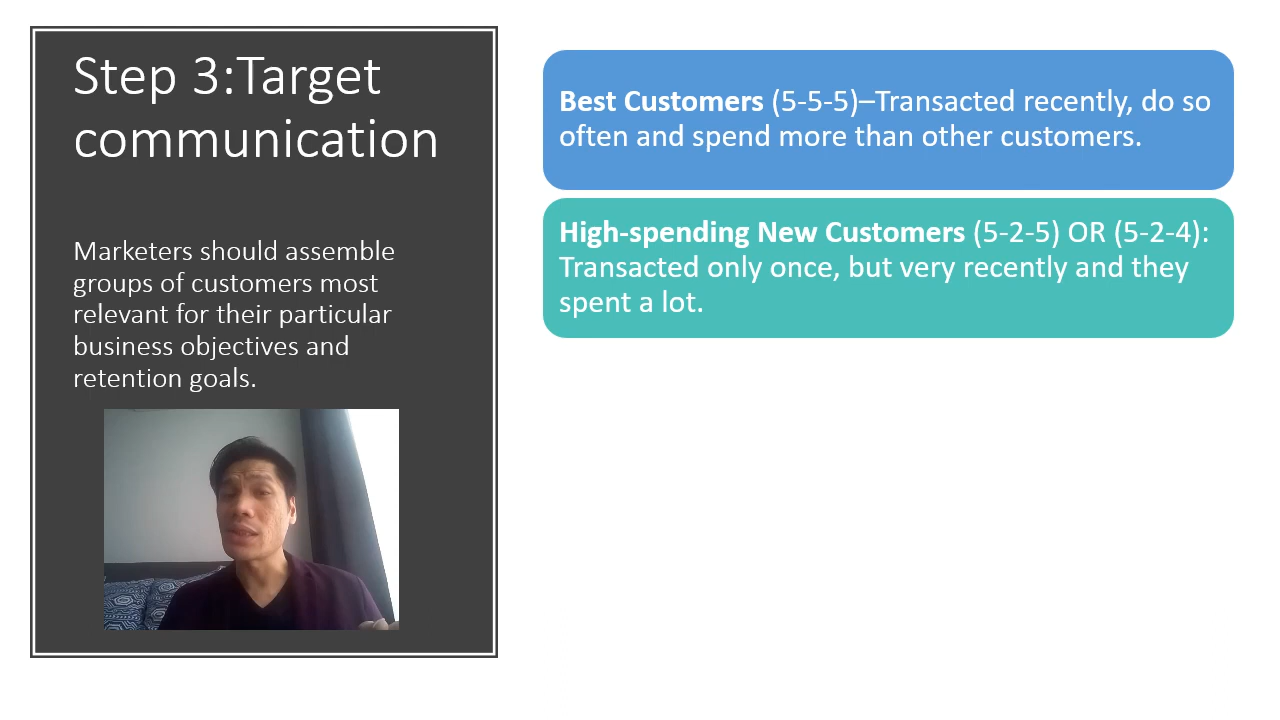 Step 3:Target
communication
Marketers should assemble
groups of customers most
relevant for their particular
business objectives and
retention goals.
Best Customers (5-5-5)–Transacted recently, do so
often and spend more than other customers.
High-spending New Customers (5-2-5) OR (5-2-4):
Transacted only once, but very recently and they
spent a lot.